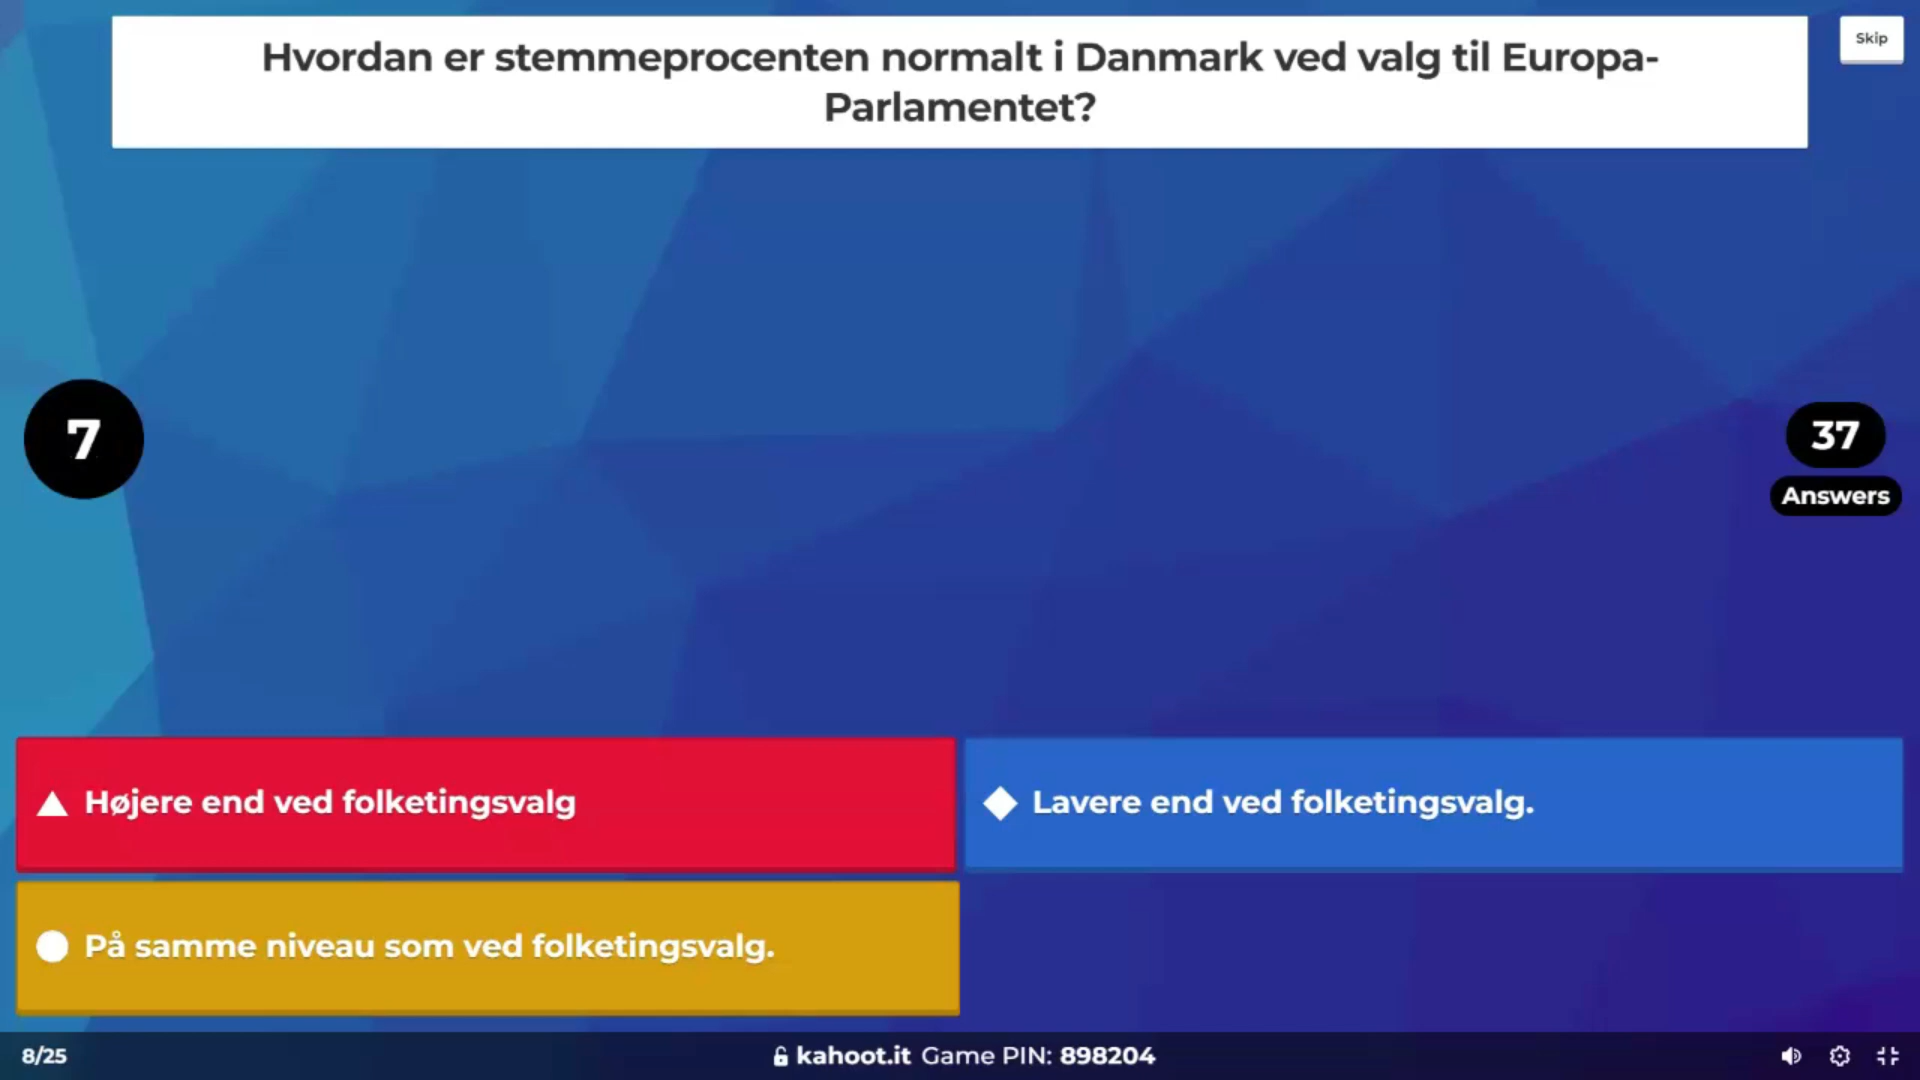 Hvordan er stemmeprocenten normalt i Danmark ved valg til Europa-
Parlamentet?
Skip
7
37
Answers
Højere end ved folketingsvalg
Lavere end ved folketingsvalg.
På samme niveau som ved folketingsvalg.
8/25
kahoot.it Game PIN: 898204